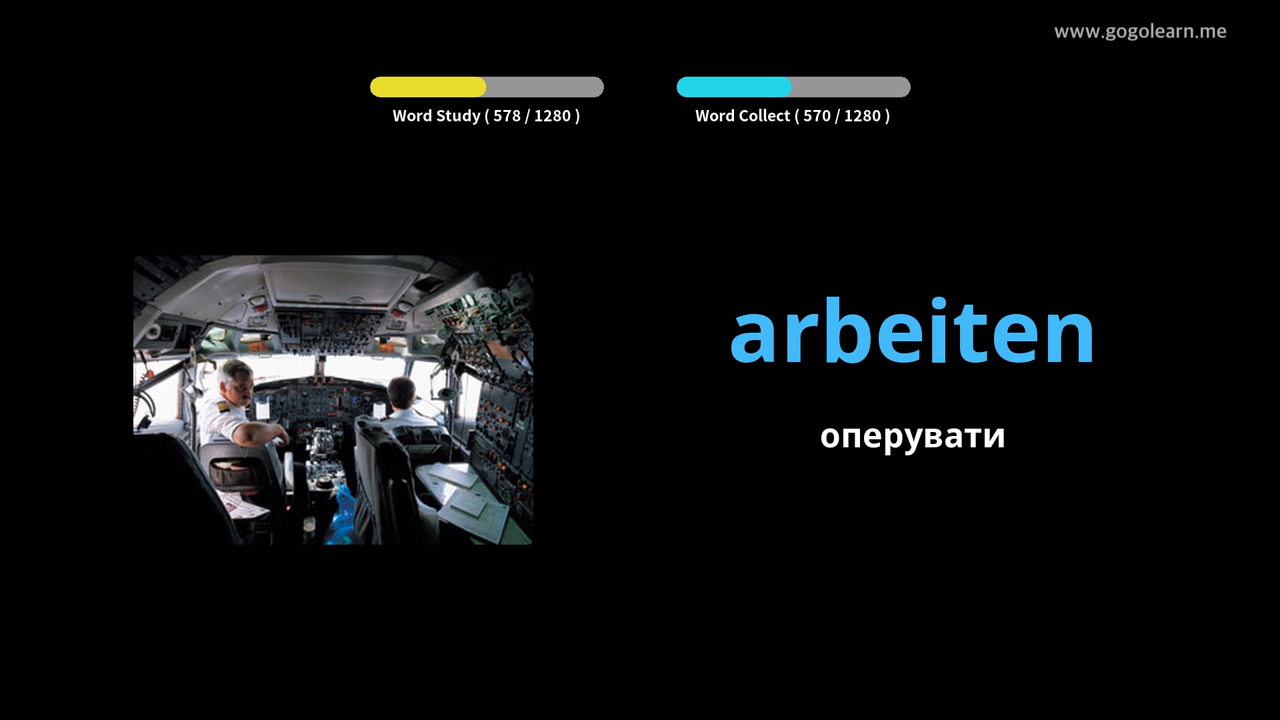 www.gogolearn.me
Word Study ( 578 / 1280 )
Word Collect ( 570 / 1280 )
arbeiten
оперувати